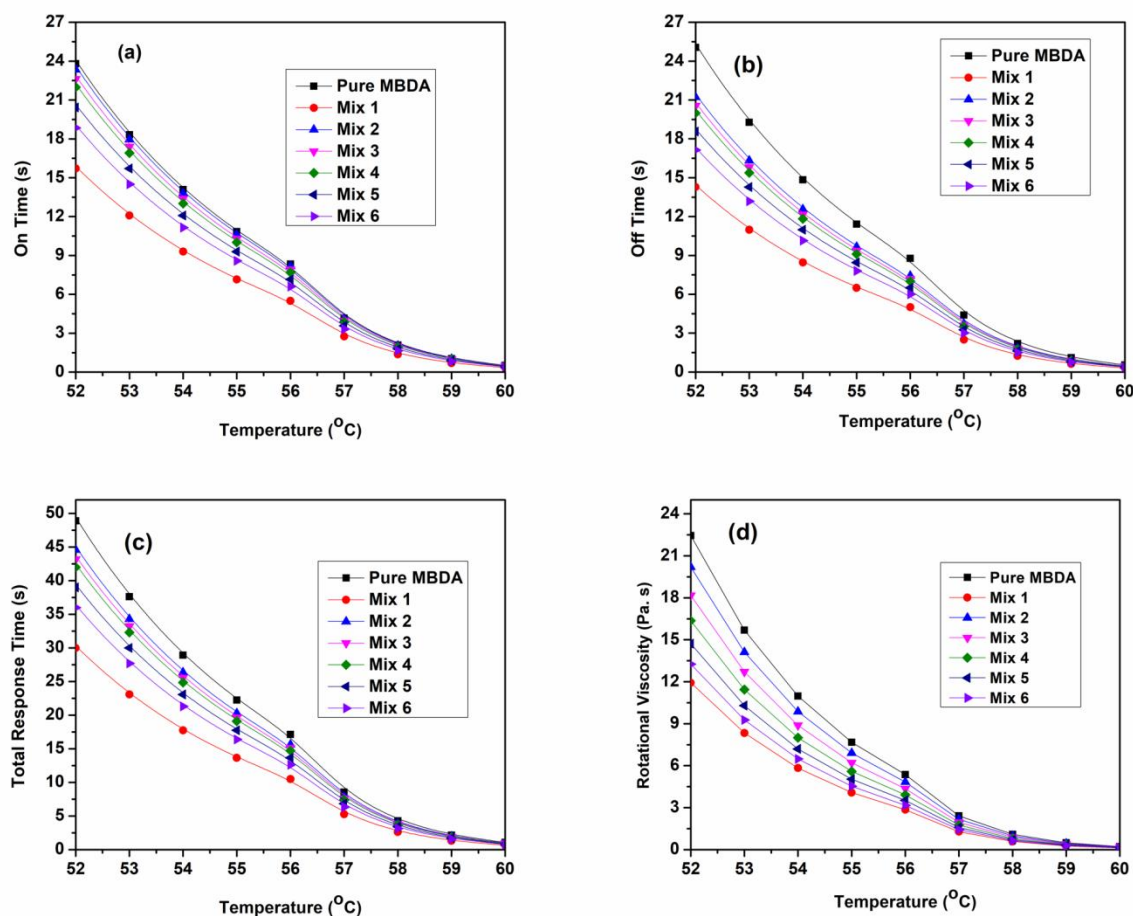 (a)
On Time (s)
27
24
21
18
15
12
9
6
3
0
Pure MBDA
Mix 1
Mix 2
Mix 3
Mix 4
Mix 5
Mix 6
52 53 54 55 56 57 58 59 60
Temperature (°C)
(b)
Off Time (s)
27
24
21
18
15
12
9
6
3
0
Pure MBDA
Mix 1
Mix 2
Mix 3
Mix 4
Mix 5
Mix 6
52 53 54 55 56 57 58 59 60
Temperature (°C)
(c)
Total Response Time (s)
50
45
40
35
30
25
20
15
10
5
0
Pure MBDA
Mix 1
Mix 2
Mix 3
Mix 4
Mix 5
Mix 6
52 53 54 55 56 57 58 59 60
Temperature (°C)
(d)
Rotational Viscosity (Pa. s)
24
21
18
15
12
9
6
3
0
Pure MBDA
Mix 1
Mix 2
Mix 3
Mix 4
Mix 5
Mix 6
52 53 54 55 56 57 58 59 60
Temperature (°C)